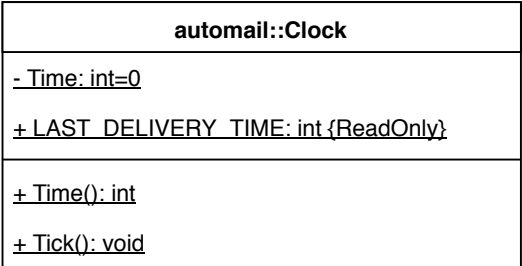 automail::Clock
- Time: int=0
+ LAST_DELIVERY_TIME: int {ReadOnly}
+ Time(): int
+ Tick(): void